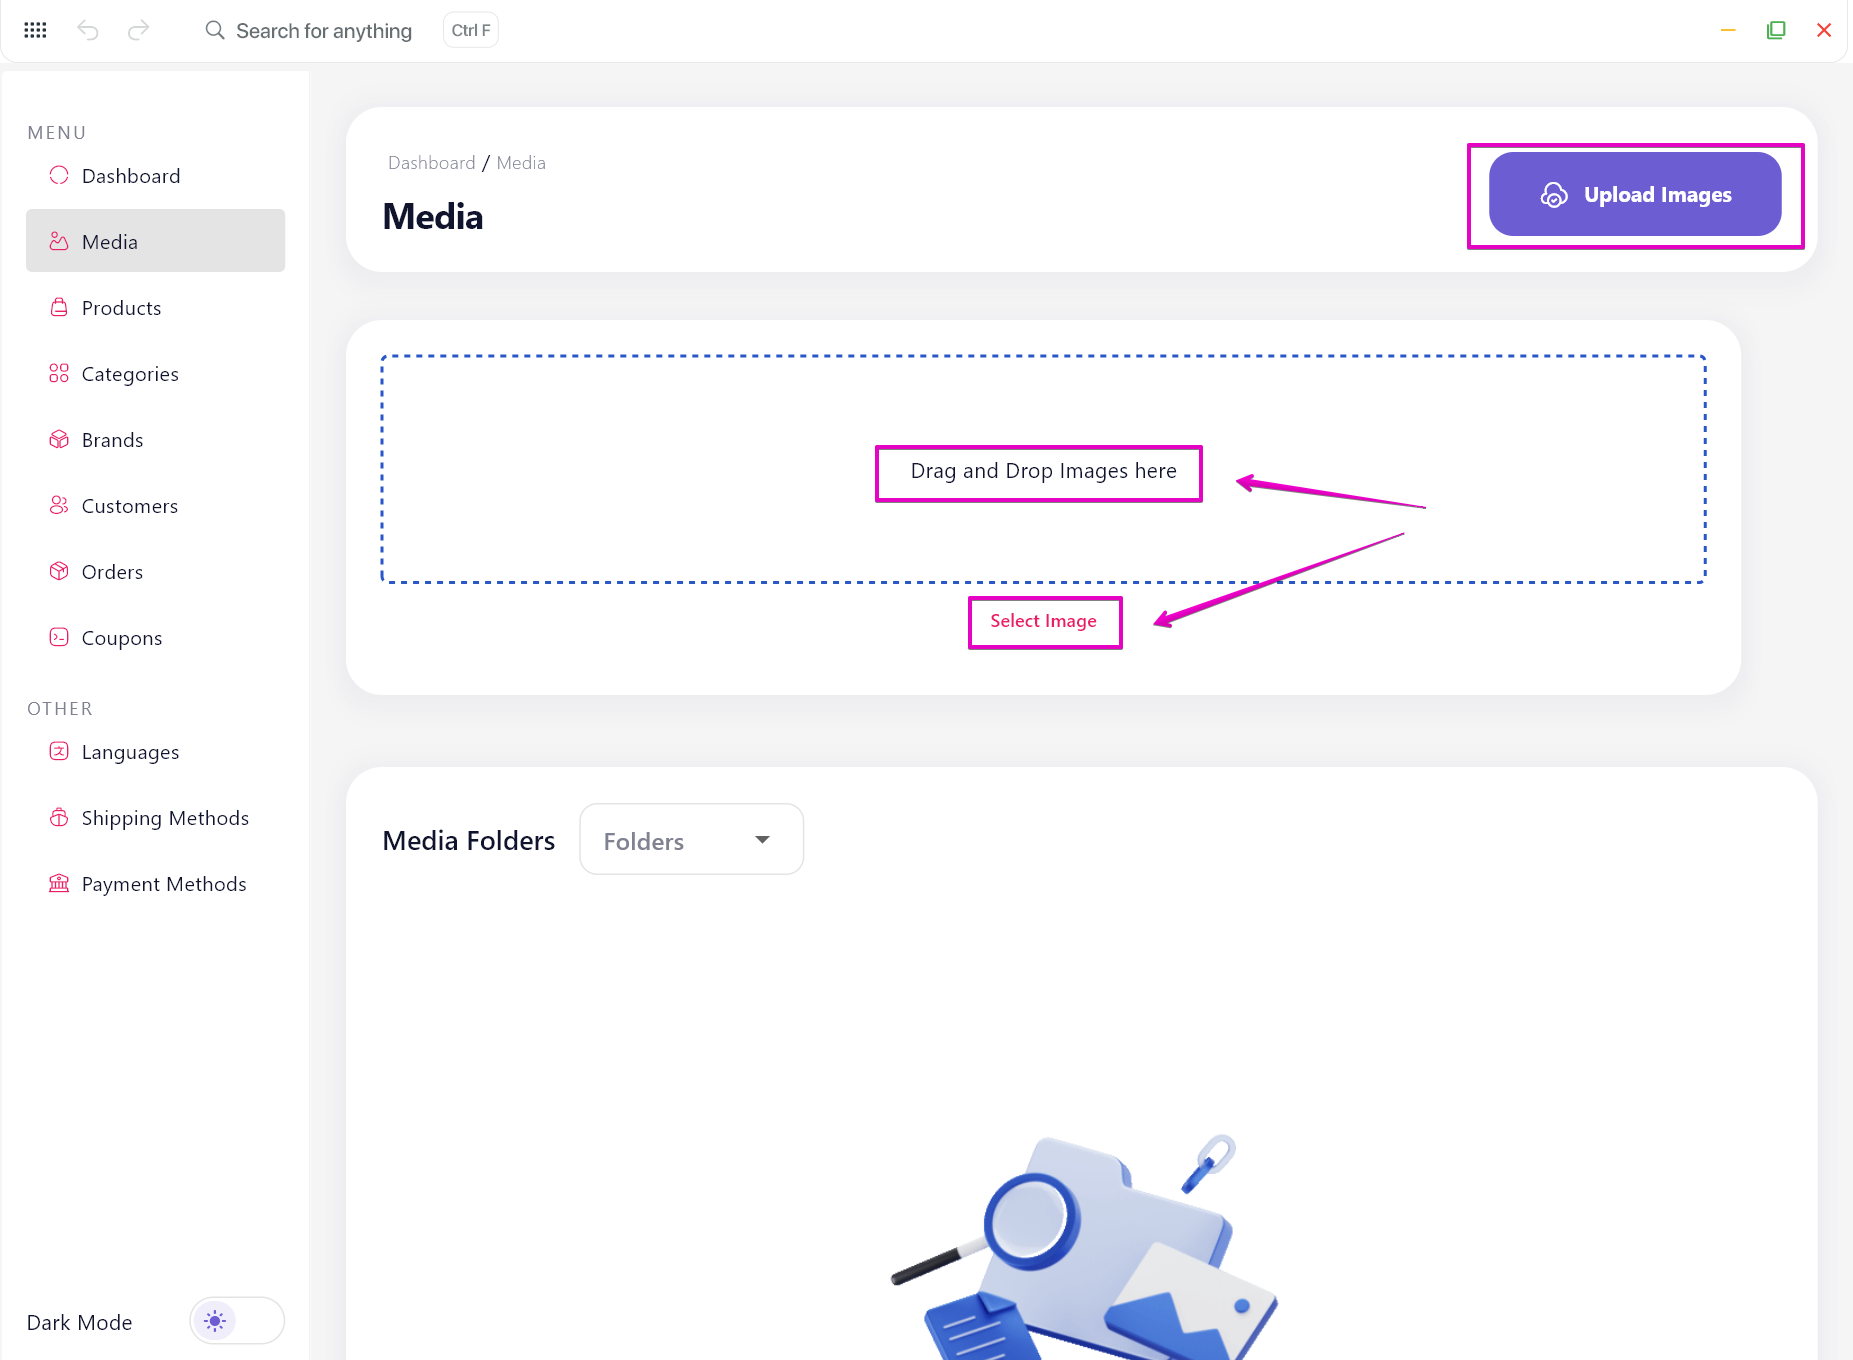 Search for anything
Ctrl F
MENU
Dashboard
Media
Products
Categories
Brands
Customers
Orders
Coupons
OTHER
Languages
Shipping Methods
Payment Methods
Dark Mode
Dashboard / Media
Media
Upload Images
Drag and Drop Images here
Select Image
Media Folders
Folders